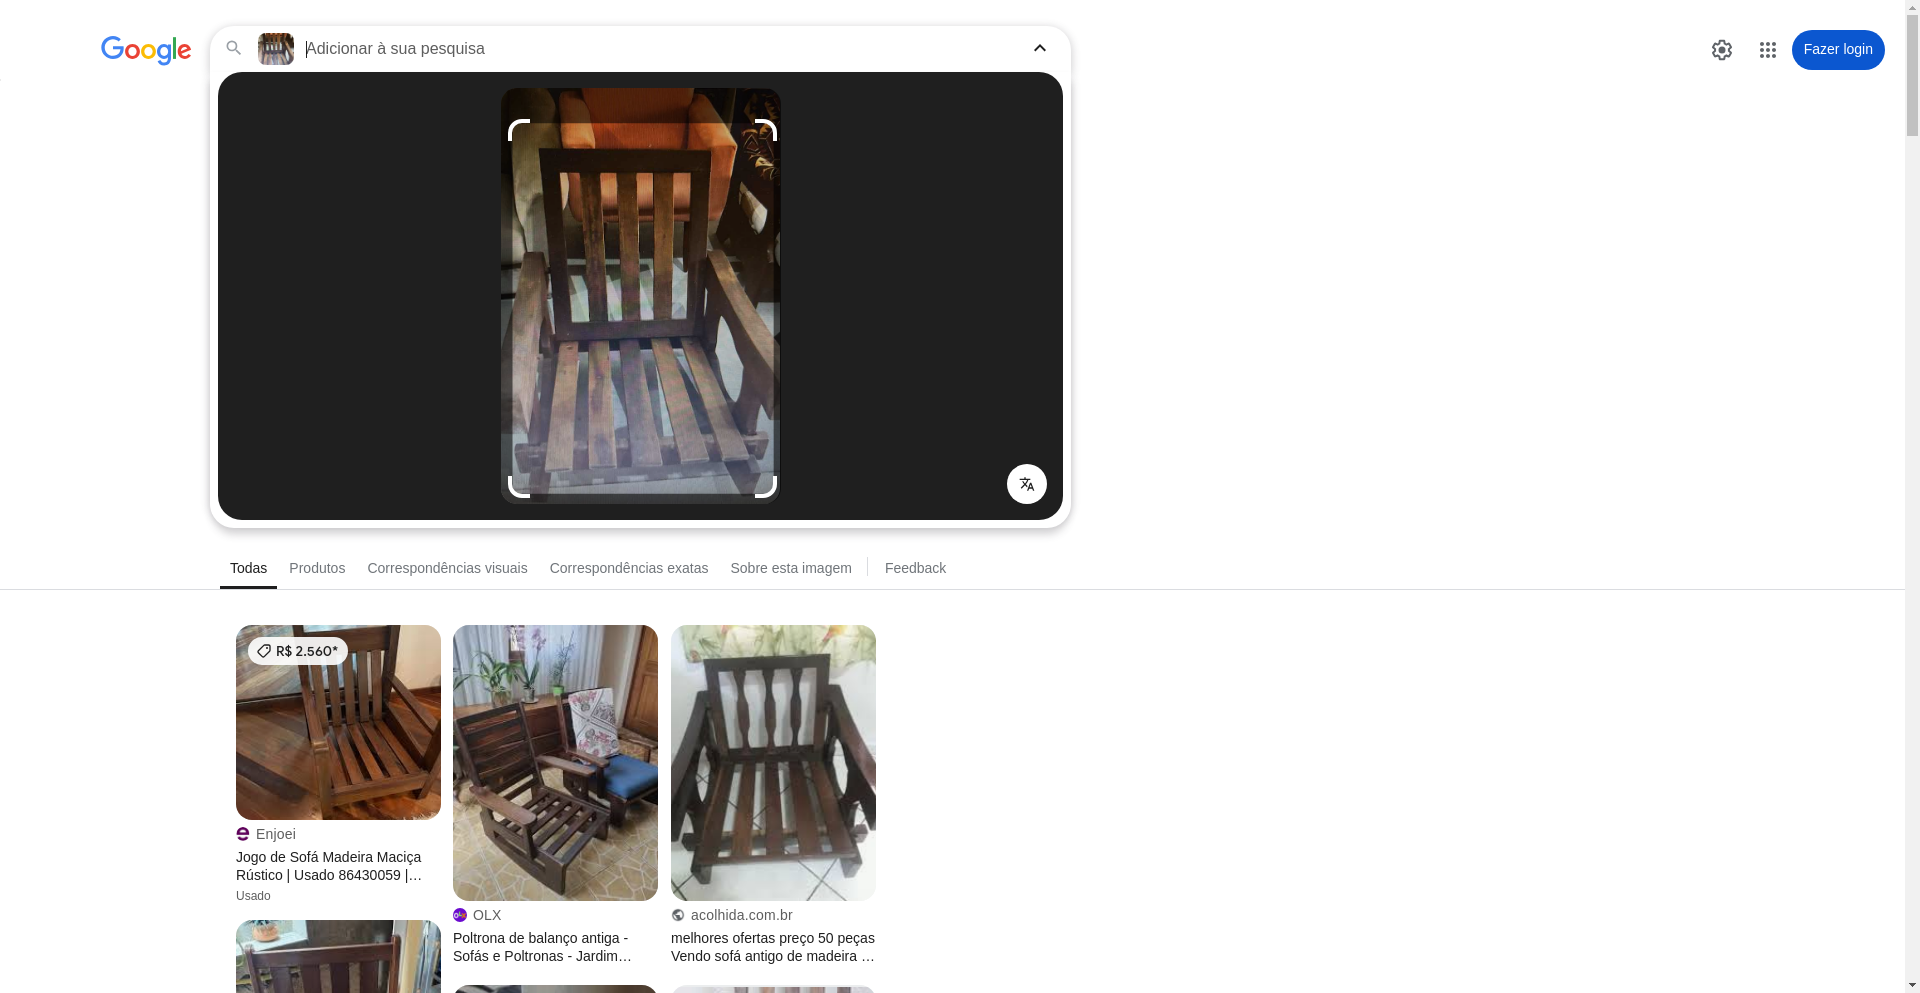 Google
Adicionar à sua pesquisa
Fazer login
Todas
Produtos
Correspondências visuais
Correspondências exatas
Sobre esta imagem
Feedback
R$ 2.560*
Enjoei
Jogo de Sofá Madeira Maciça
Rústico | Usado 86430059 |…
Usado
OLX
Poltrona de balanço antiga -
Sofás e Poltronas - Jardim…
acolhida.com.br
melhores ofertas preço 50 peças
Vendo sofá antigo de madeira …